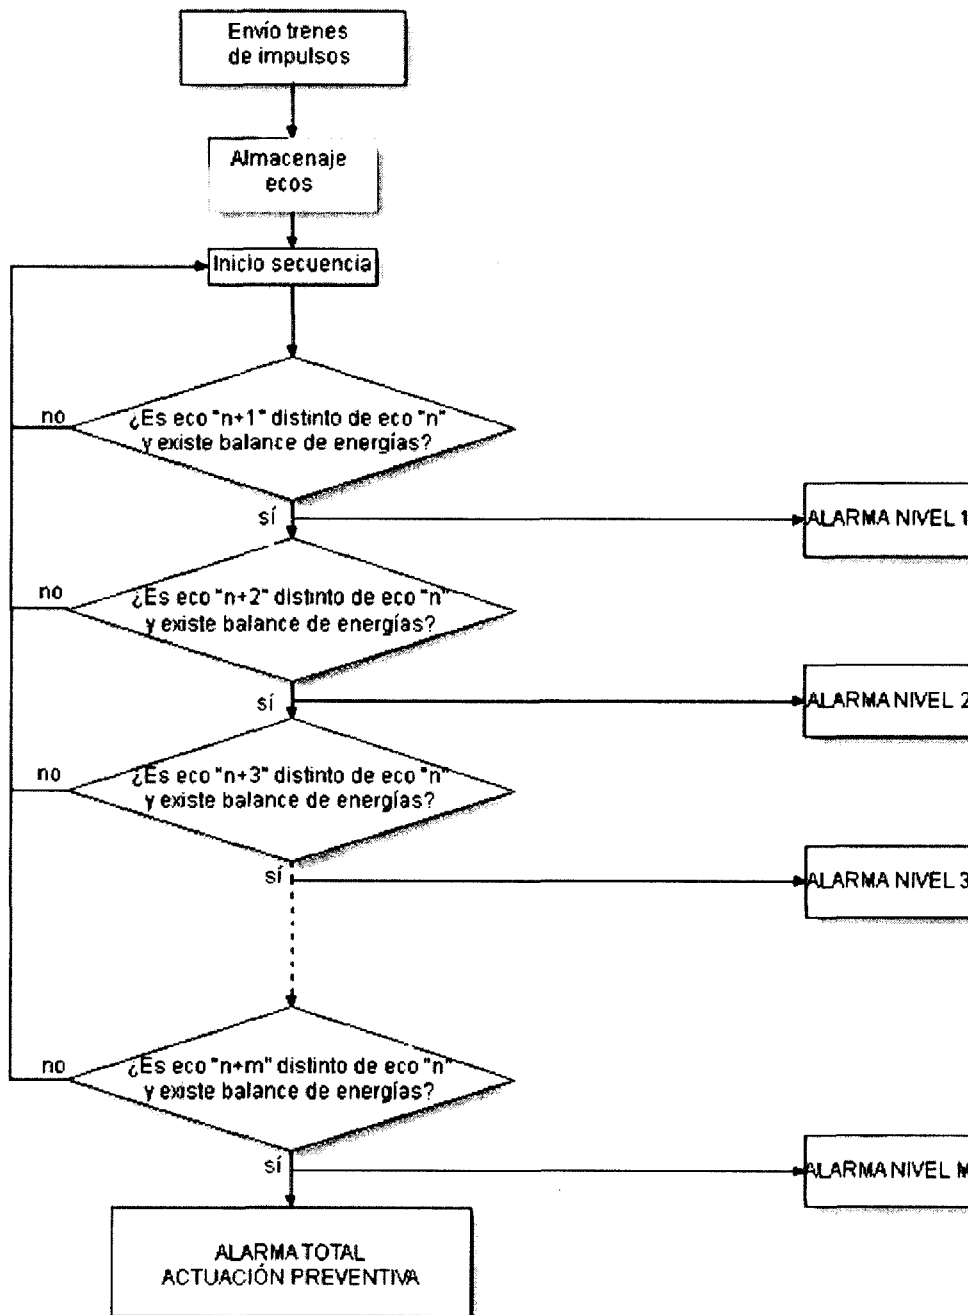 Envío trenes
de impulsos
Almacenaje
ecos
Inicio secuencia
¿Es eco "n+1" distinto de eco "n"
y existe balance de energías?
no
sí
ALARMA NIVEL 1
¿Es eco "n+2" distinto de eco "n"
y existe balance de energías?
no
sí
ALARMA NIVEL 2
¿Es eco "n+3" distinto de eco "n"
y existe balance de energías?
no
sí
ALARMA NIVEL 3
¿Es eco "n+m" distinto de eco "n"
y existe balance de energías?
no
sí
ALARMA NIVEL M
ALARMA TOTAL
ACTUACIÓN PREVENTIVA